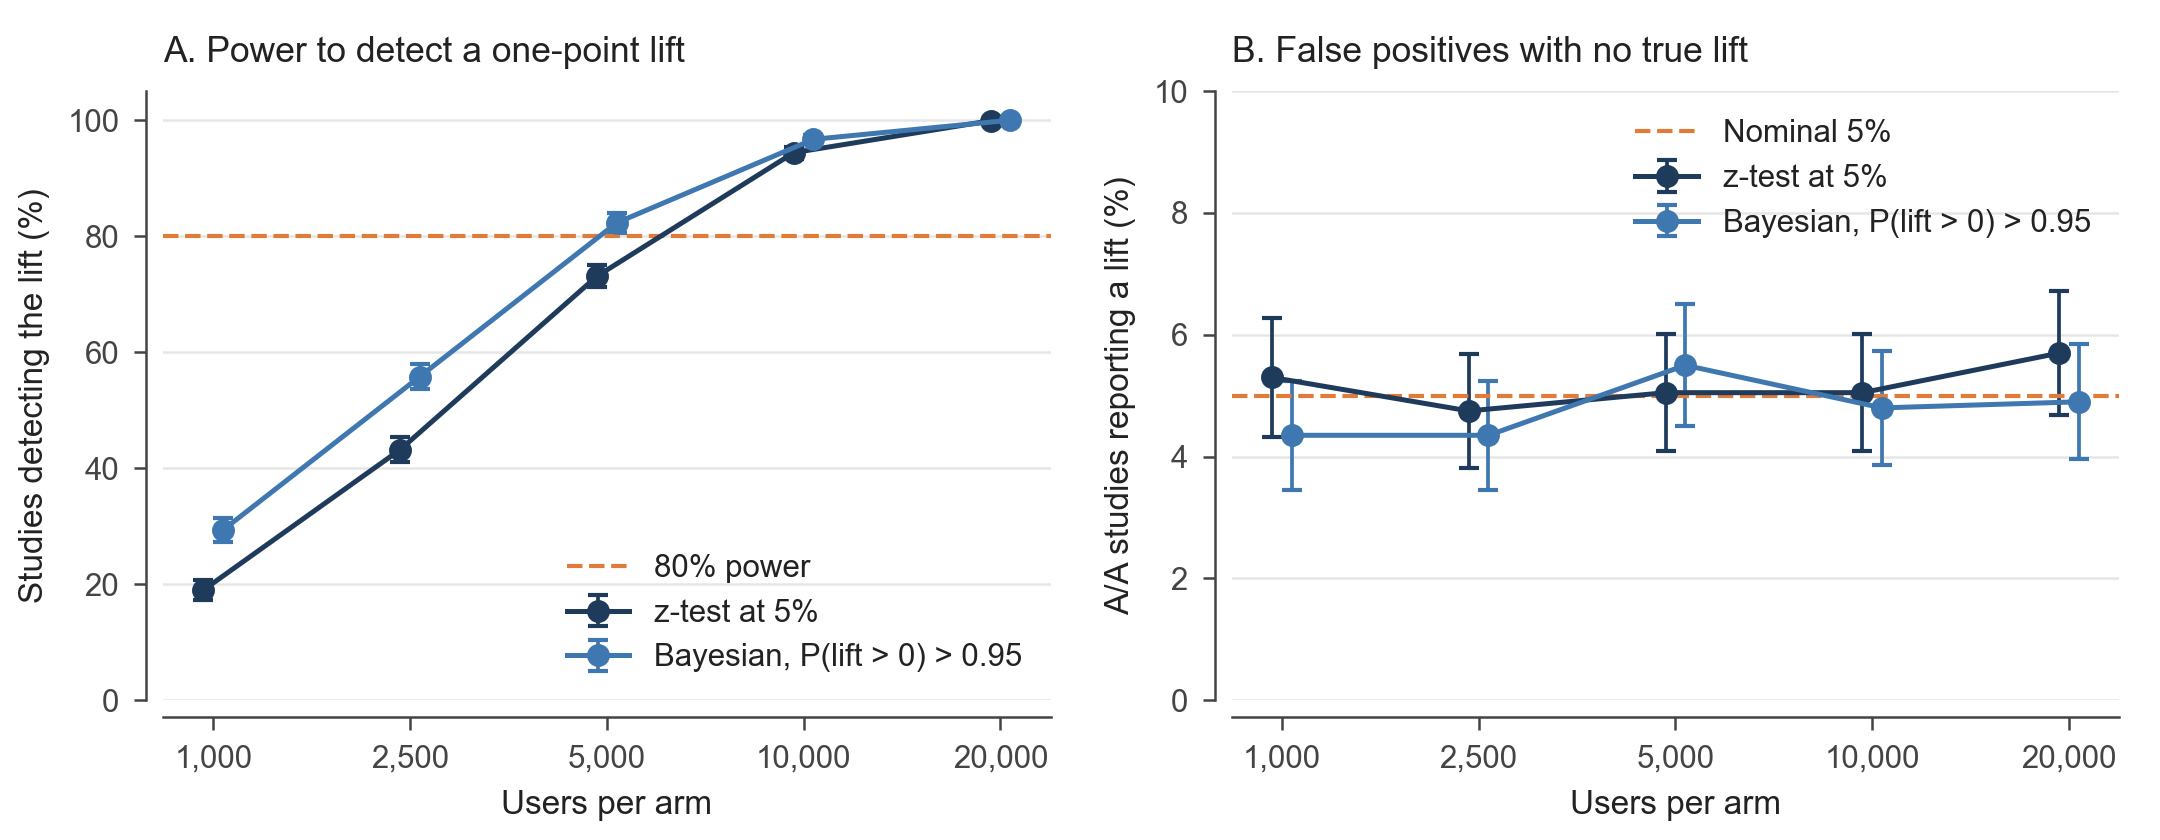 A. Power to detect a one-point lift
Studies detecting the lift (%)
100
80
60
40
20
0
80% power
z-test at 5%
Bayesian, P(lift > 0) > 0.95
1,000
2,500
5,000
10,000
20,000
Users per arm
B. False positives with no true lift
A/A studies reporting a lift (%)
10
8
6
4
2
0
Nominal 5%
z-test at 5%
Bayesian, P(lift > 0) > 0.95
1,000
2,500
5,000
10,000
20,000
Users per arm